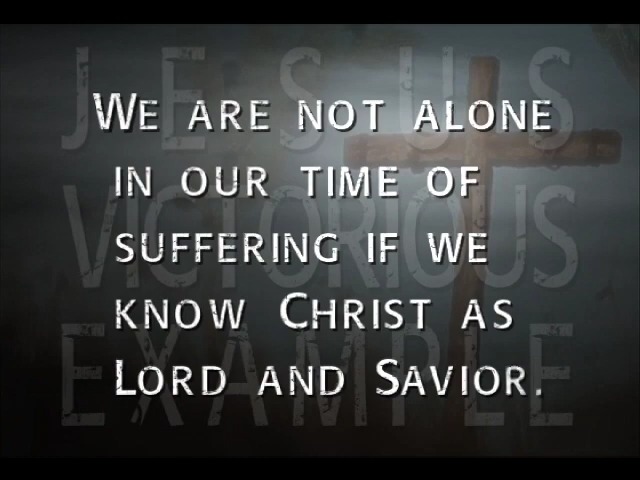 JESUS
VICTORIOUS
EXAMPLE
We are not alone
in our time of
suffering if we
know Christ as
Lord and Savior.